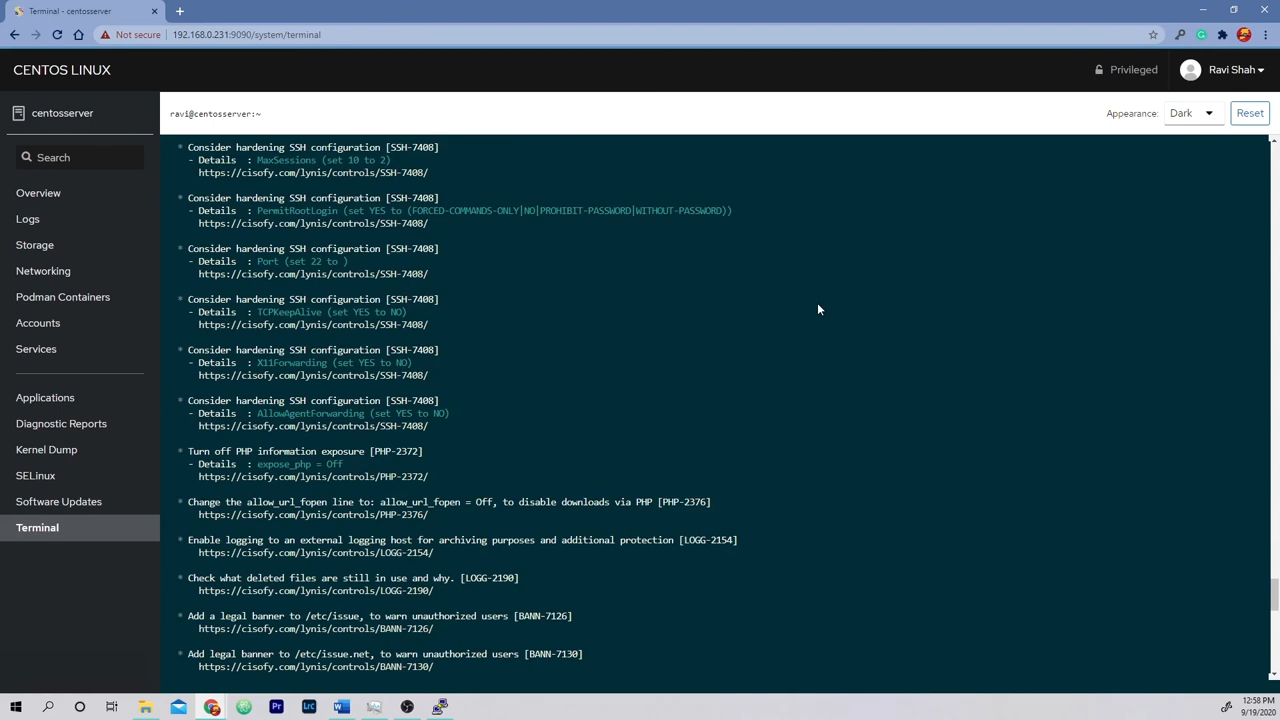 Terminal - centosserver
Not secure | 192.168.0.231:9090/system/terminal
CENTOS LINUX
Privileged
Ravi Shah
centosserver
ravi@centosserver:~
Appearance:
Dark
Reset
Search
Overview
Logs
Storage
Networking
Podman Containers
Accounts
Services
Applications
Diagnostic Reports
Kernel Dump
SELinux
Software Updates
Terminal
* Consider hardening SSH configuration [SSH-7408]
- Details : MaxSessions (set 10 to 2)
https://cisofy.com/lynis/controls/SSH-7408/
* Consider hardening SSH configuration [SSH-7408]
- Details : PermitRootLogin (set YES to (FORCED-COMMANDS-ONLY|NO|PROHIBIT-PASSWORD|WITHOUT-PASSWORD))
https://cisofy.com/lynis/controls/SSH-7408/
* Consider hardening SSH configuration [SSH-7408]
- Details : Port (set 22 to )
https://cisofy.com/lynis/controls/SSH-7408/
* Consider hardening SSH configuration [SSH-7408]
- Details : TCPKeepAlive (set YES to NO)
https://cisofy.com/lynis/controls/SSH-7408/
* Consider hardening SSH configuration [SSH-7408]
- Details : X11Forwarding (set YES to NO)
https://cisofy.com/lynis/controls/SSH-7408/
* Consider hardening SSH configuration [SSH-7408]
- Details : AllowAgentForwarding (set YES to NO)
https://cisofy.com/lynis/controls/SSH-7408/
* Turn off PHP information exposure [PHP-2372]
- Details : expose_php = Off
https://cisofy.com/lynis/controls/PHP-2372/
* Change the allow_url_fopen line to: allow_url_fopen = Off, to disable downloads via PHP [PHP-2376]
https://cisofy.com/lynis/controls/PHP-2376/
* Enable logging to an external logging host for archiving purposes and additional protection [LOGG-2154]
https://cisofy.com/lynis/controls/LOGG-2154/
* Check what deleted files are still in use and why. [LOGG-2190]
https://cisofy.com/lynis/controls/LOGG-2190/
* Add a legal banner to /etc/issue, to warn unauthorized users [BANN-7126]
https://cisofy.com/lynis/controls/BANN-7126/
* Add legal banner to /etc/issue.net, to warn unauthorized users [BANN-7130]
https://cisofy.com/lynis/controls/BANN-7130/
Pr
Lrc
12:58 PM
9/19/2020